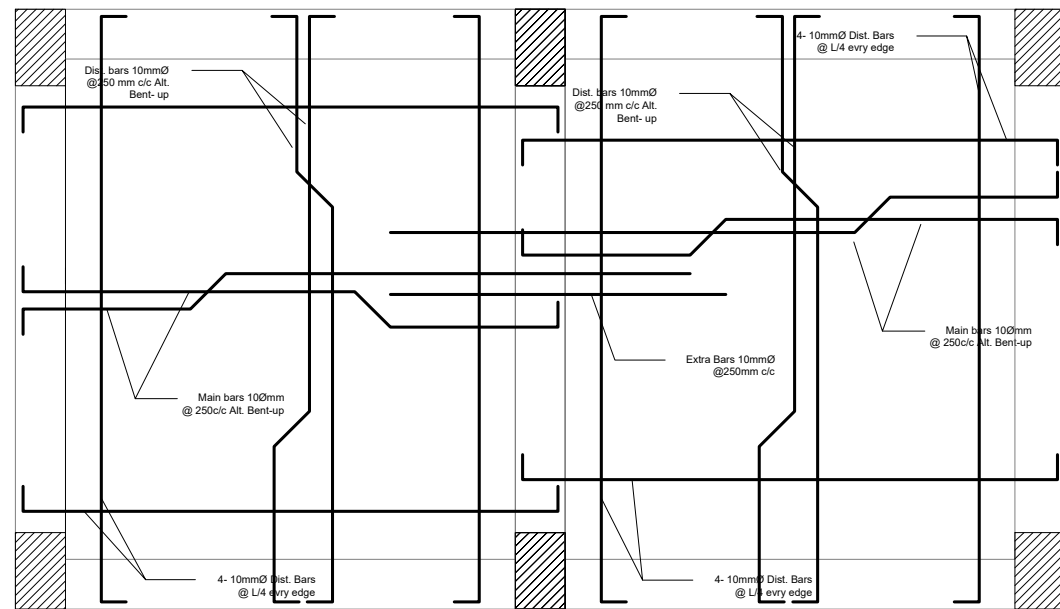 4- 10mmØ Dist. Bars
@ L/4 evry edge
Dist. bars 10mmØ
@250 mm c/c Alt.
Bent- up
Dist. bars 10mmØ
@250 mm c/c Alt.
Bent- up
Main bars 10Ømm
@ 250c/c Alt. Bent-up
Extra Bars 10mmØ
@250mm c/c
Main bars 10Ømm
@ 250c/c Alt. Bent-up
4- 10mmØ Dist. Bars
@ L/4 evry edge
4- 10mmØ Dist. Bars
@ L/4 evry edge